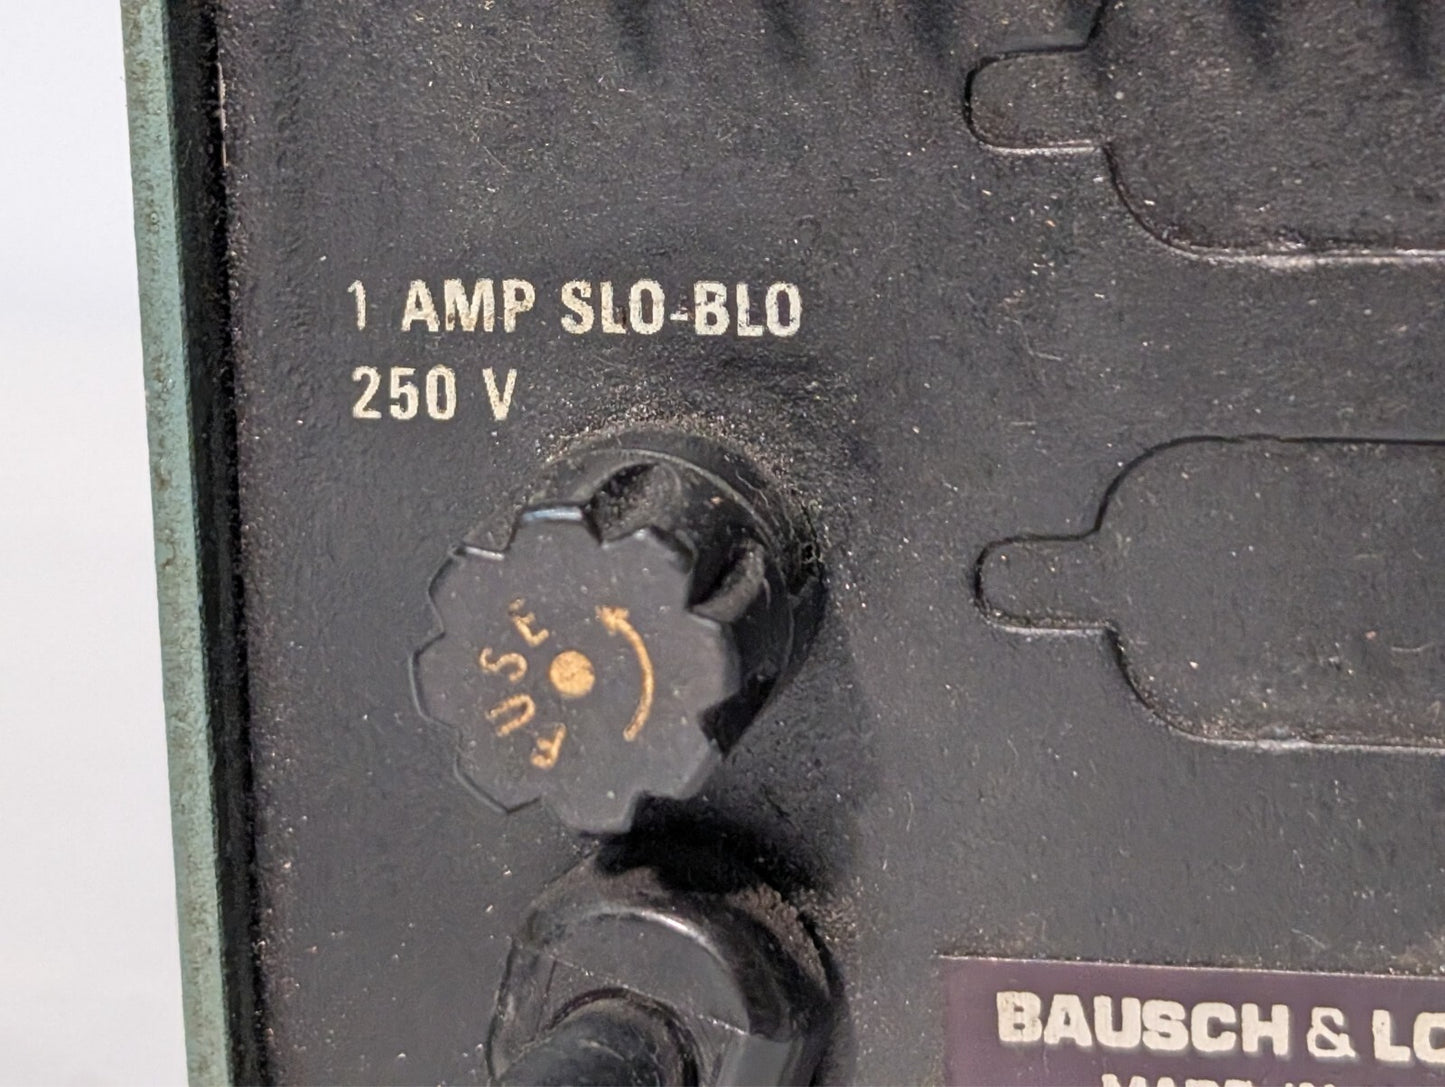 1 AMP SLO-BLO
250 V
FUSE
BAUSCH & LO